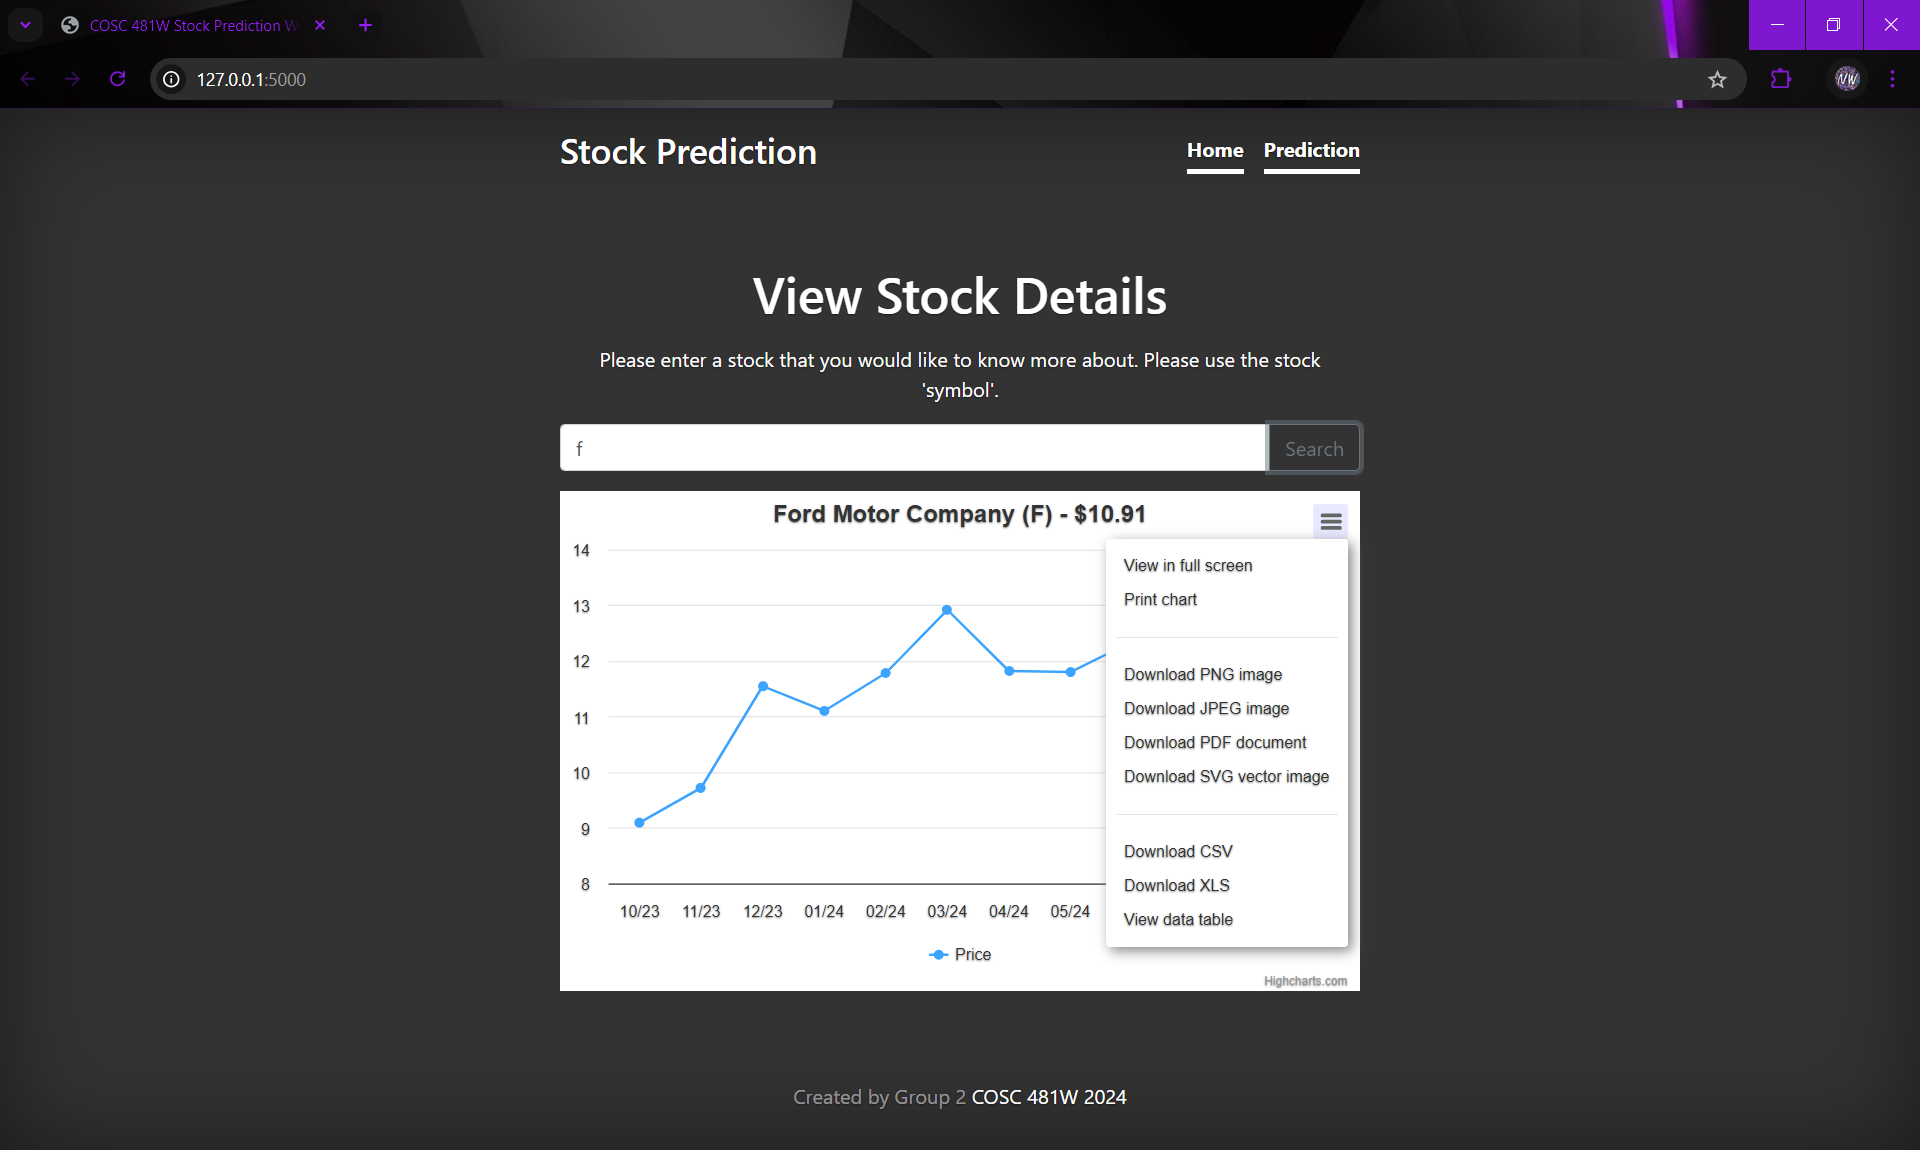 COSC 481W Stock Prediction W
127.0.0.1:5000
NW
Stock Prediction
Home
Prediction
View Stock Details
Please enter a stock that you would like to know more about. Please use the stock
'symbol'.
f
Search
Ford Motor Company (F) - $10.91
14
13
12
11
10
9
8
10/23
11/23
12/23
01/24
02/24
03/24
04/24
05/24
Price
View in full screen
Print chart
Download PNG image
Download JPEG image
Download PDF document
Download SVG vector image
Download CSV
Download XLS
View data table
Highcharts.com
Created by Group 2 COSC 481W 2024